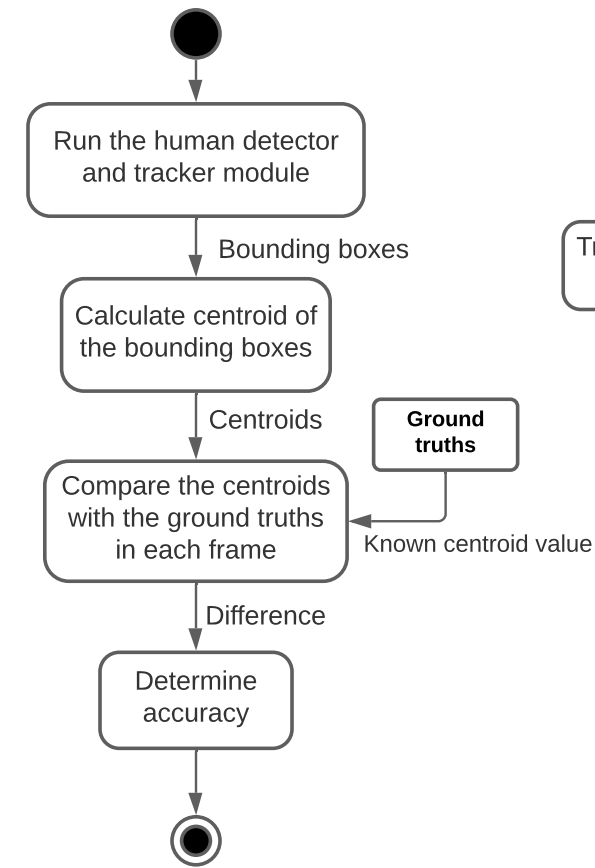 Run the human detector
and tracker module
Bounding boxes
Calculate centroid of
the bounding boxes
Centroids
Ground
truths
Compare the centroids
with the ground truths
in each frame
Known centroid value
Difference
Determine
accuracy